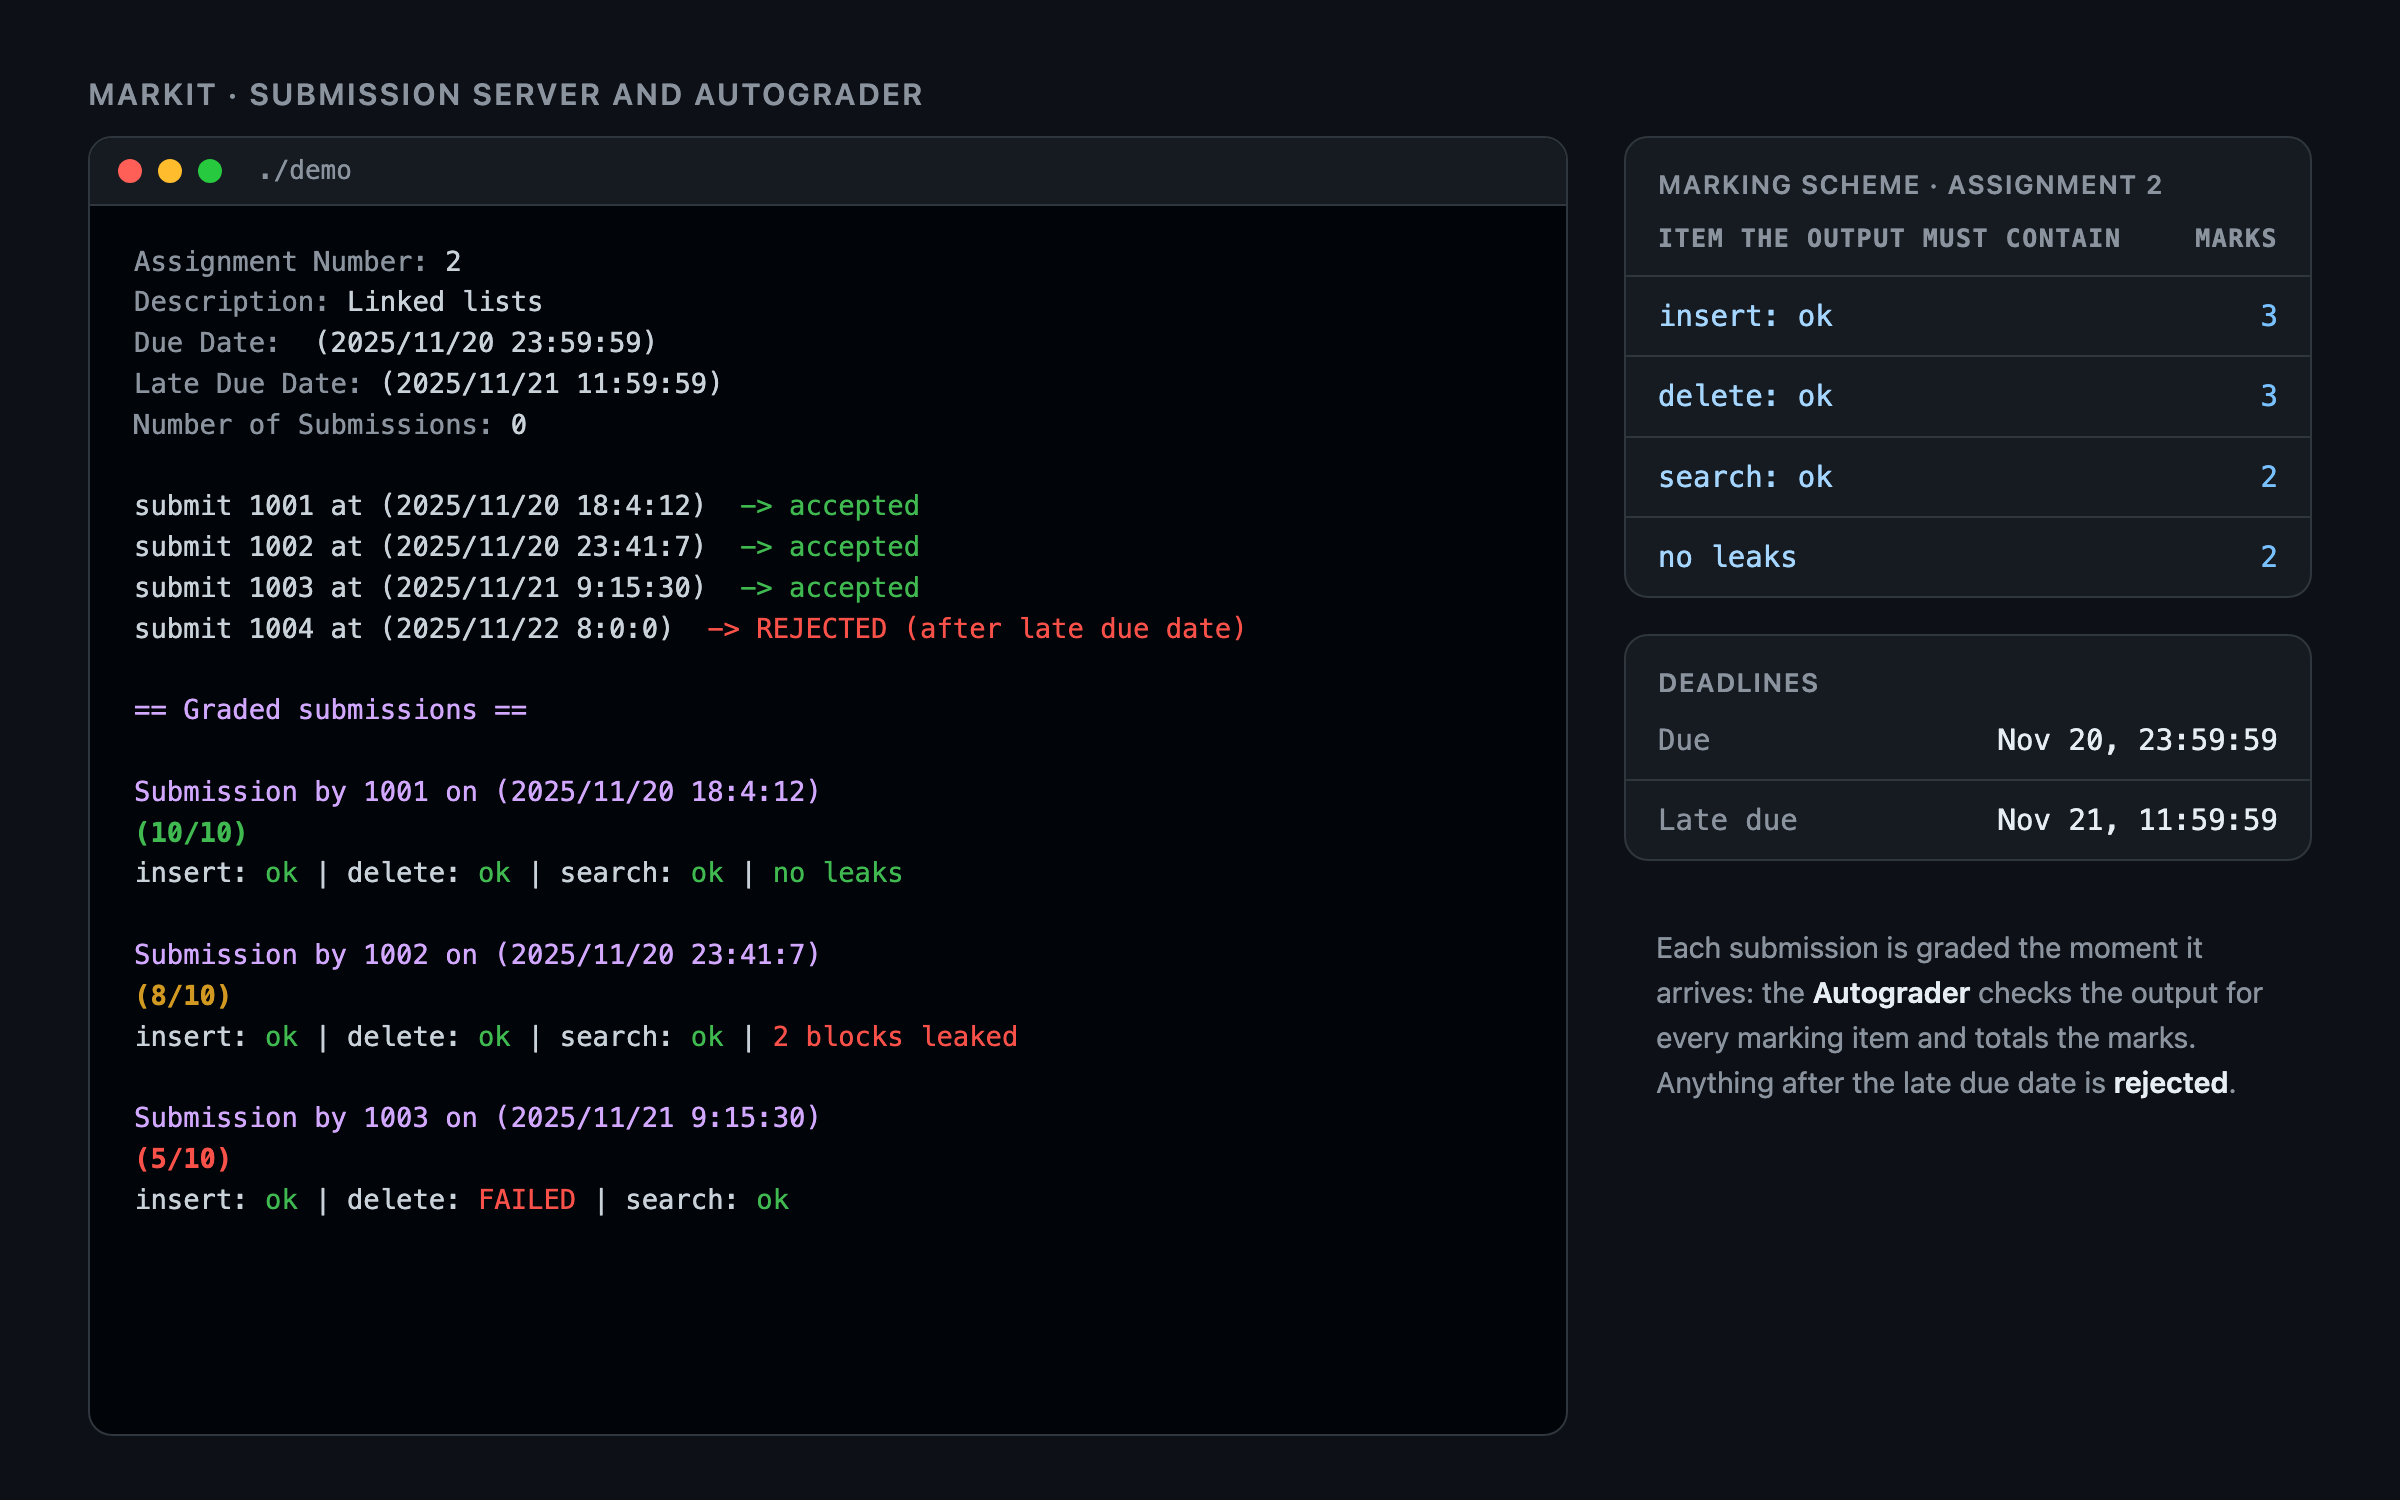 MARKIT · SUBMISSION SERVER AND AUTOGRADER
./demo
Assignment Number: 2
Description: Linked lists
Due Date:  (2025/11/20 23:59:59)
Late Due Date: (2025/11/21 11:59:59)
Number of Submissions: 0
submit 1001 at (2025/11/20 18:4:12)  -> accepted
submit 1002 at (2025/11/20 23:41:7)  -> accepted
submit 1003 at (2025/11/21 9:15:30)  -> accepted
submit 1004 at (2025/11/22 8:0:0)  -> REJECTED (after late due date)
== Graded submissions ==
Submission by 1001 on (2025/11/20 18:4:12)
(10/10)
insert: ok | delete: ok | search: ok | no leaks
Submission by 1002 on (2025/11/20 23:41:7)
(8/10)
insert: ok | delete: ok | search: ok | 2 blocks leaked
Submission by 1003 on (2025/11/21 9:15:30)
(5/10)
insert: ok | delete: FAILED | search: ok
MARKING SCHEME · ASSIGNMENT 2
ITEM THE OUTPUT MUST CONTAIN MARKS
insert: ok 3
delete: ok 3
search: ok 2
no leaks 2
DEADLINES
Due Nov 20, 23:59:59
Late due Nov 21, 11:59:59
Each submission is graded the moment it
arrives: the Autograder checks the output for
every marking item and totals the marks.
Anything after the late due date is rejected.